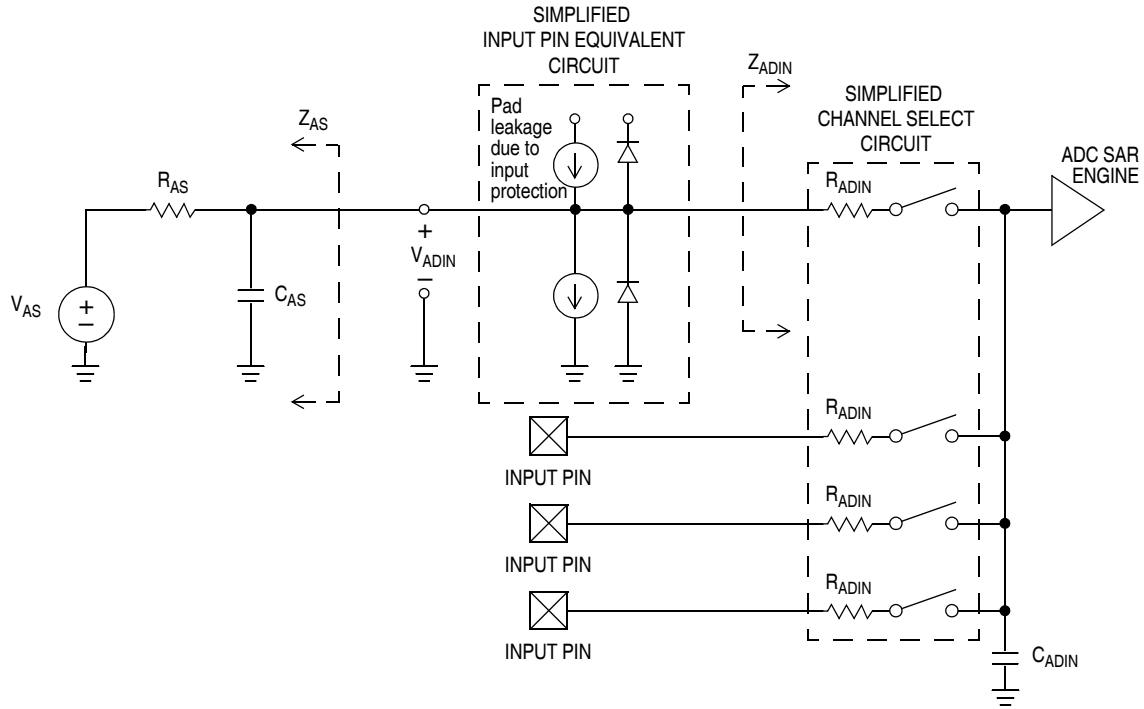 SIMPLIFIED
INPUT PIN EQUIVALENT
CIRCUIT
Pad
leakage
due to
input
protection
Z_AS
R_AS
V_AS
+
–
C_AS
+
V_ADIN
–
Z_ADIN
SIMPLIFIED
CHANNEL SELECT
CIRCUIT
R_ADIN
ADC SAR
ENGINE
R_ADIN
INPUT PIN
R_ADIN
INPUT PIN
R_ADIN
INPUT PIN
C_ADIN